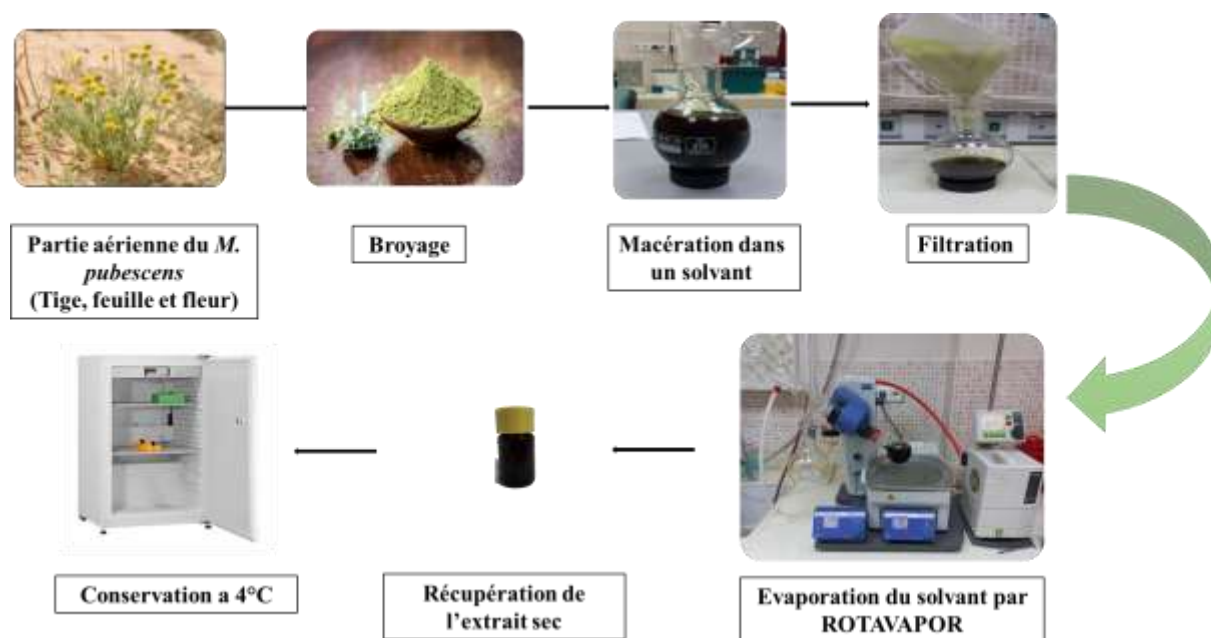 Partie aérienne du M.
pubescens
(Tige, feuille et fleur)
Broyage
Macération dans
un solvant
Filtration
Evaporation du solvant par
ROTAVAPOR
Récupération de
l'extrait sec
Conservation a 4°C